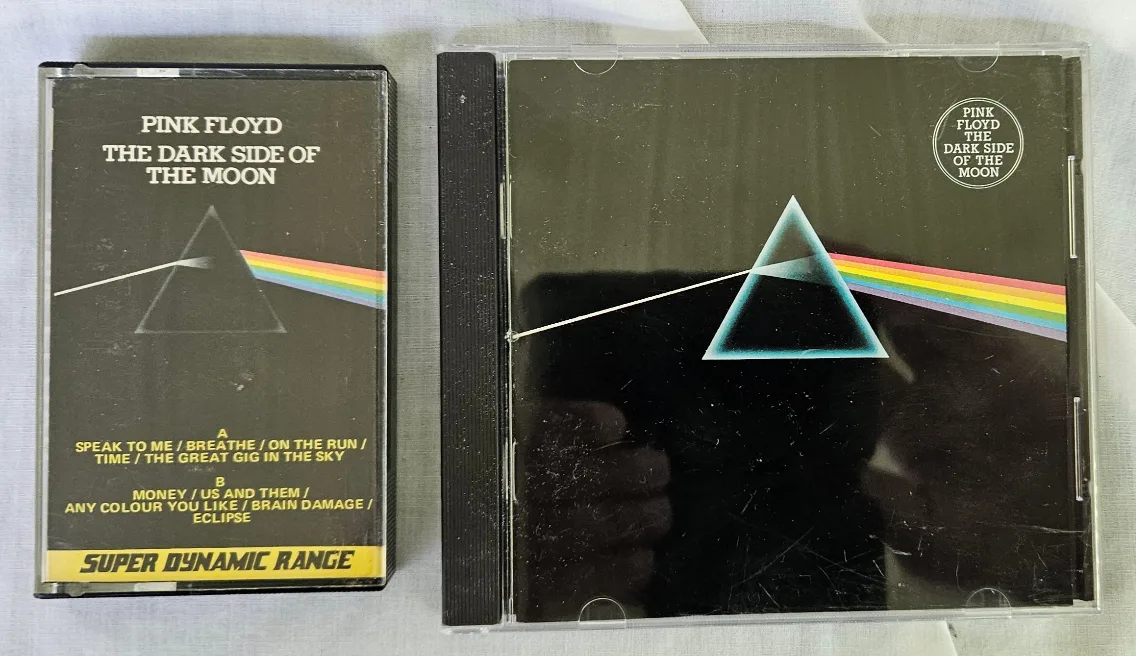 PINK FLOYD
THE DARK SIDE OF
THE MOON
A
SPEAK TO ME / BREATHE / ON THE RUN /
TIME / THE GREAT GIG IN THE SKY
B
MONEY / US AND THEM /
ANY COLOUR YOU LIKE / BRAIN DAMAGE /
ECLIPSE
SUPER DYNAMIC RANGE
PINK
FLOYD
THE
DARK SIDE
OF THE
MOON